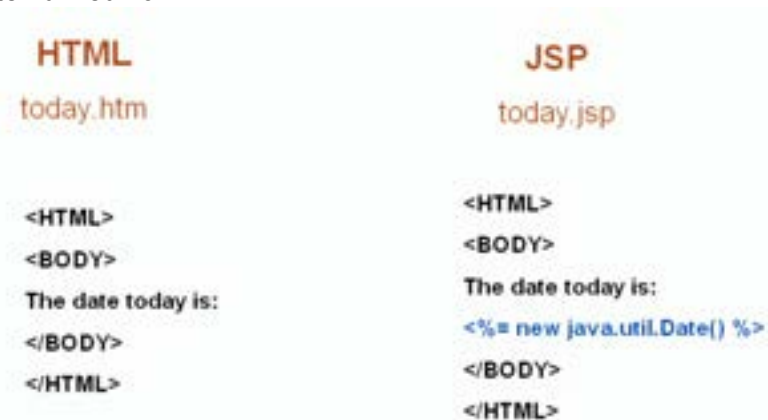 HTML
today.htm
<HTML>
<BODY>
The date today is:
</BODY>
</HTML>
JSP
today.jsp
<HTML>
<BODY>
The date today is:
<%= new java.util.Date() %>
</BODY>
</HTML>